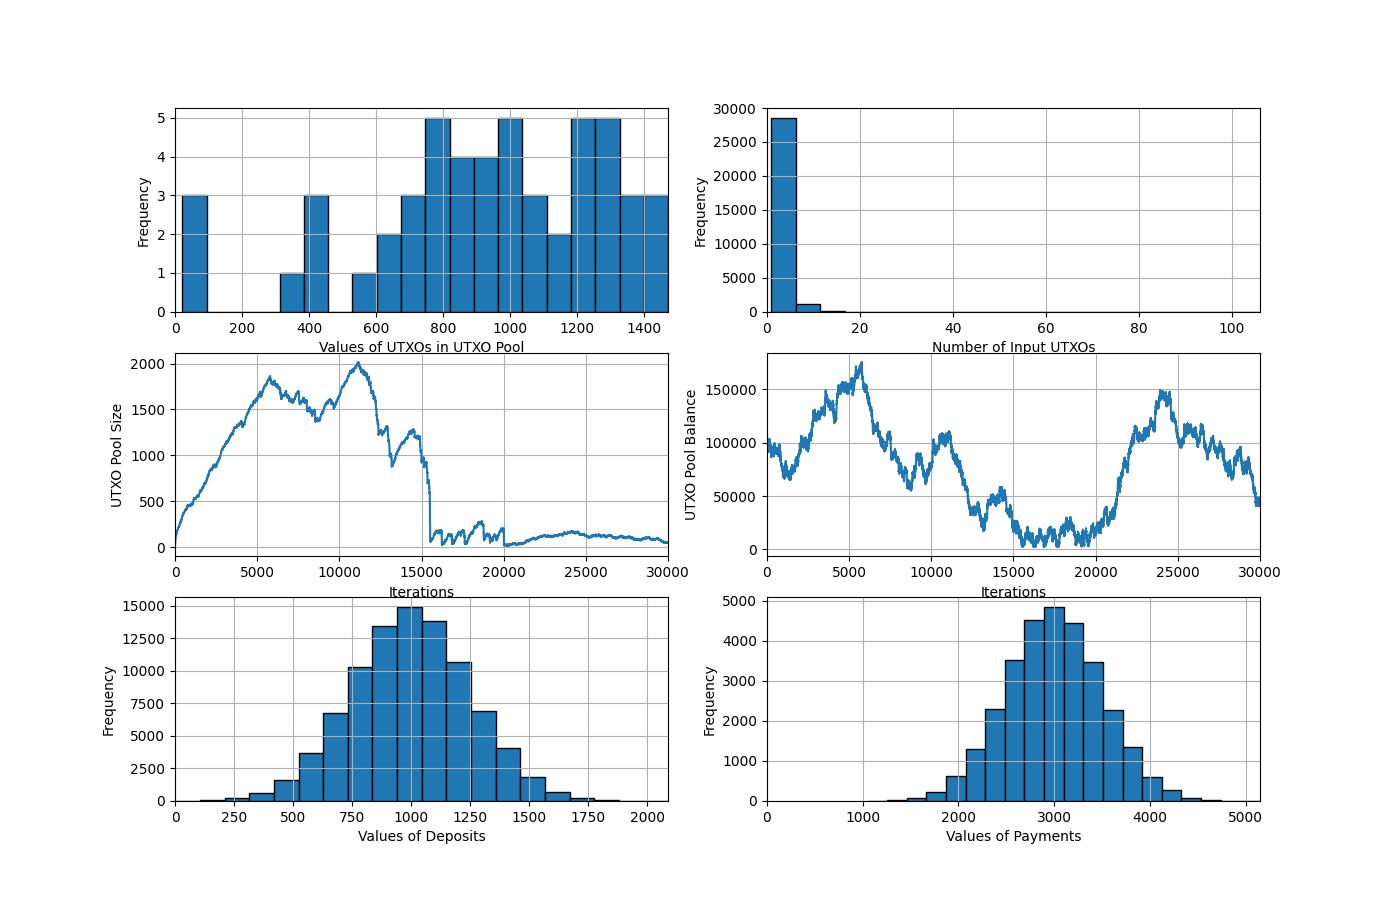 5
4
3
2
1
0
Frequency
0 200 400 600 800 1000 1200 1400
Values of UTXOs in UTXO Pool
30000
25000
20000
15000
10000
5000
0
Frequency
0 20 40 60 80 100
Number of Input UTXOs
2000
1500
1000
500
0
UTXO Pool Size
0 5000 10000 15000 20000 25000 30000
Iterations
150000
100000
50000
0
UTXO Pool Balance
0 5000 10000 15000 20000 25000 30000
Iterations
15000
12500
10000
7500
5000
2500
0
Frequency
0 250 500 750 1000 1250 1500 1750 2000
Values of Deposits
5000
4000
3000
2000
1000
0
Frequency
0 1000 2000 3000 4000 5000
Values of Payments